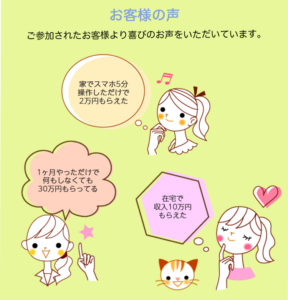 お客様の声
ご参加されたお客様より喜びのお声をいただいています。
家でスマホ5分
操作しただけで
2万円もらえた
1ヶ月やっただけで
何もしなくても
30万円もらってる
在宅で
収入10万円
もらえた